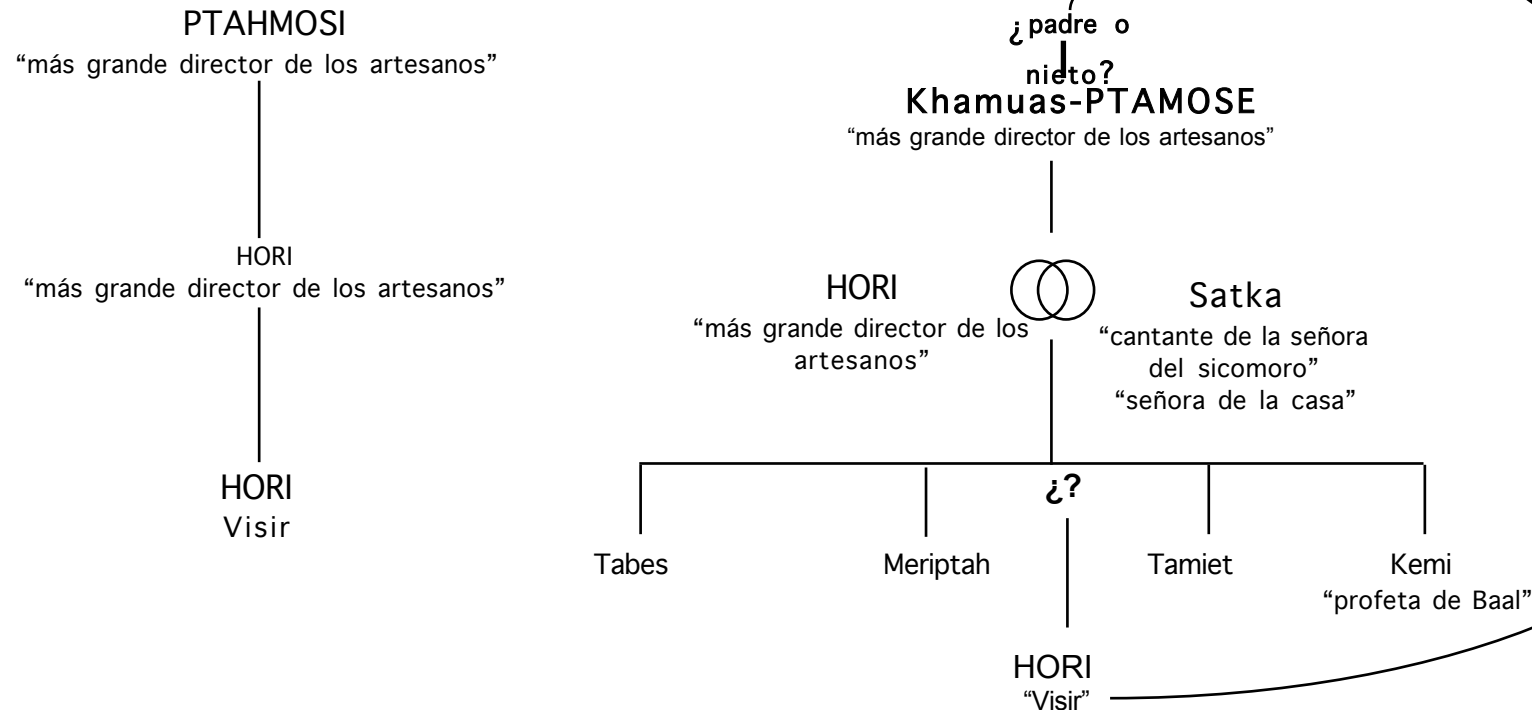 PTAHMOSI
“más grande director de los artesanos”
HORI
“más grande director de los artesanos”
HORI
Visir
¿padre o
nieto?
Khamuas-PTAMOSE
“más grande director de los artesanos”
HORI
“más grande director de los
artesanos”
Satka
“cantante de la señora
del sicomoro”
“señora de la casa”
¿?
Tabes
Meriptah
Tamiet
Kemi
“profeta de Baal”
HORI
“Visir”